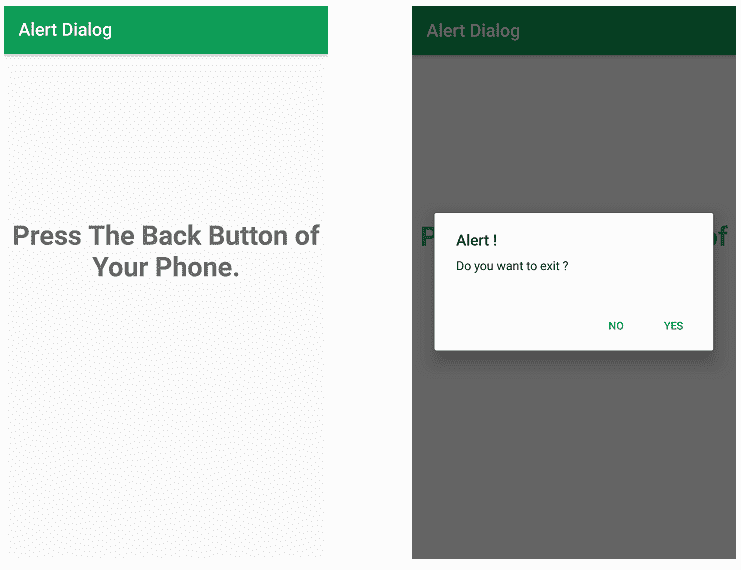 Alert Dialog
Press The Back Button of
Your Phone.
Alert Dialog
P of
Alert !
Do you want to exit ?
NO YES